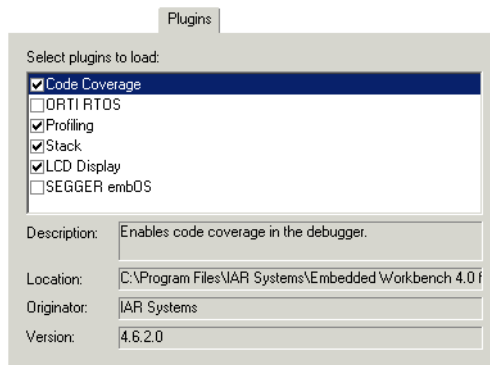 Plugins
Select plugins to load:
Code Coverage
ORTI RTOS
Profiling
Stack
LCD Display
SEGGER embOS
Description: Enables code coverage in the debugger.
Location: C:\Program Files\IAR Systems\Embedded Workbench 4.0 f
Originator: IAR Systems
Version: 4.6.2.0